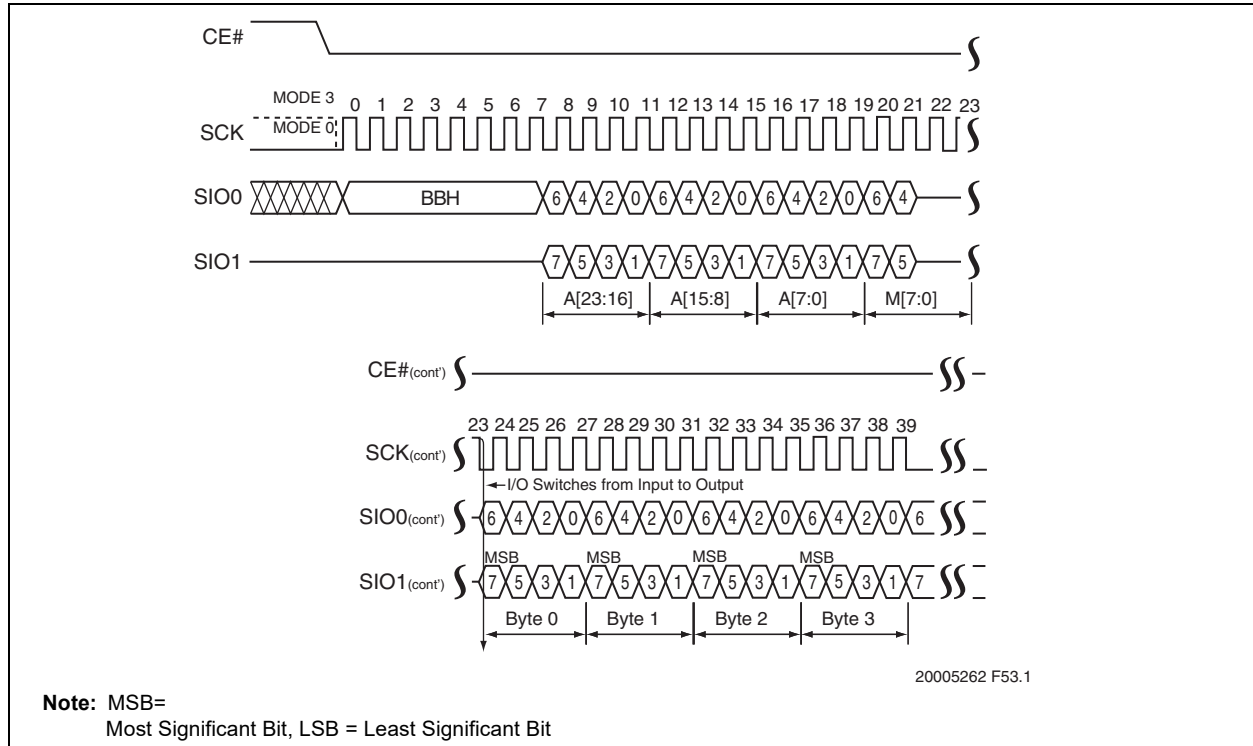 CE#
MODE 3
0 1 2 3 4 5 6 7 8 9 10 11 12 13 14 15 16 17 18 19 20 21 22 23
SCK
MODE 0
SIO0
BBH
6 4 2 0 6 4 2 0 6 4 2 0 6 4
SIO1
7 5 3 1 7 5 3 1 7 5 3 1 7 5
A[23:16] A[15:8] A[7:0] M[7:0]
CE#(cont')
23 24 25 26 27 28 29 30 31 32 33 34 35 36 37 38 39
SCK(cont')
I/O Switches from Input to Output
SIO0(cont')
6 4 2 0 6 4 2 0 6 4 2 0 6 4 2 0 6
MSB MSB MSB MSB
SIO1(cont')
7 5 3 1 7 5 3 1 7 5 3 1 7 5 3 1 7
Byte 0 Byte 1 Byte 2 Byte 3
20005262 F53.1
Note: MSB=
Most Significant Bit, LSB = Least Significant Bit